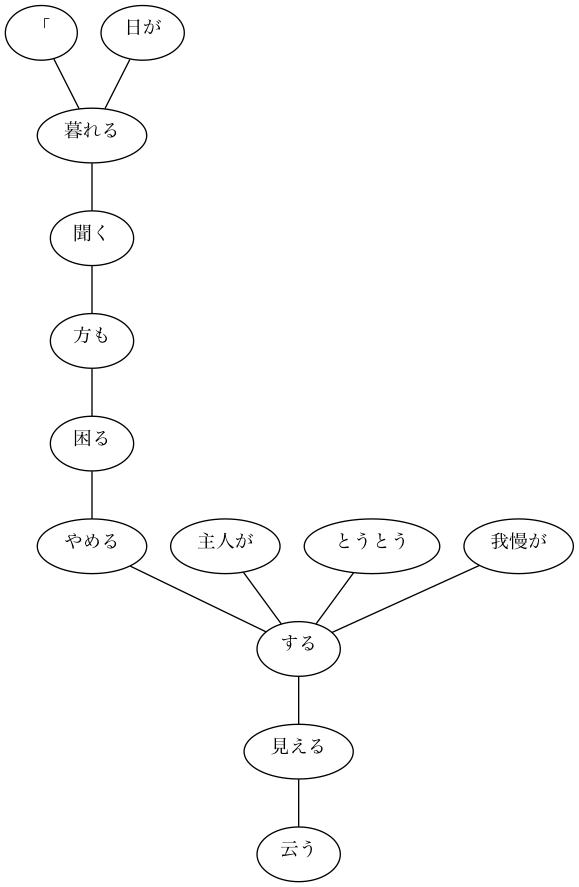 「
日が
暮れる
聞く
方も
困る
やめる
主人が
とうとう
我慢が
する
見える
云う